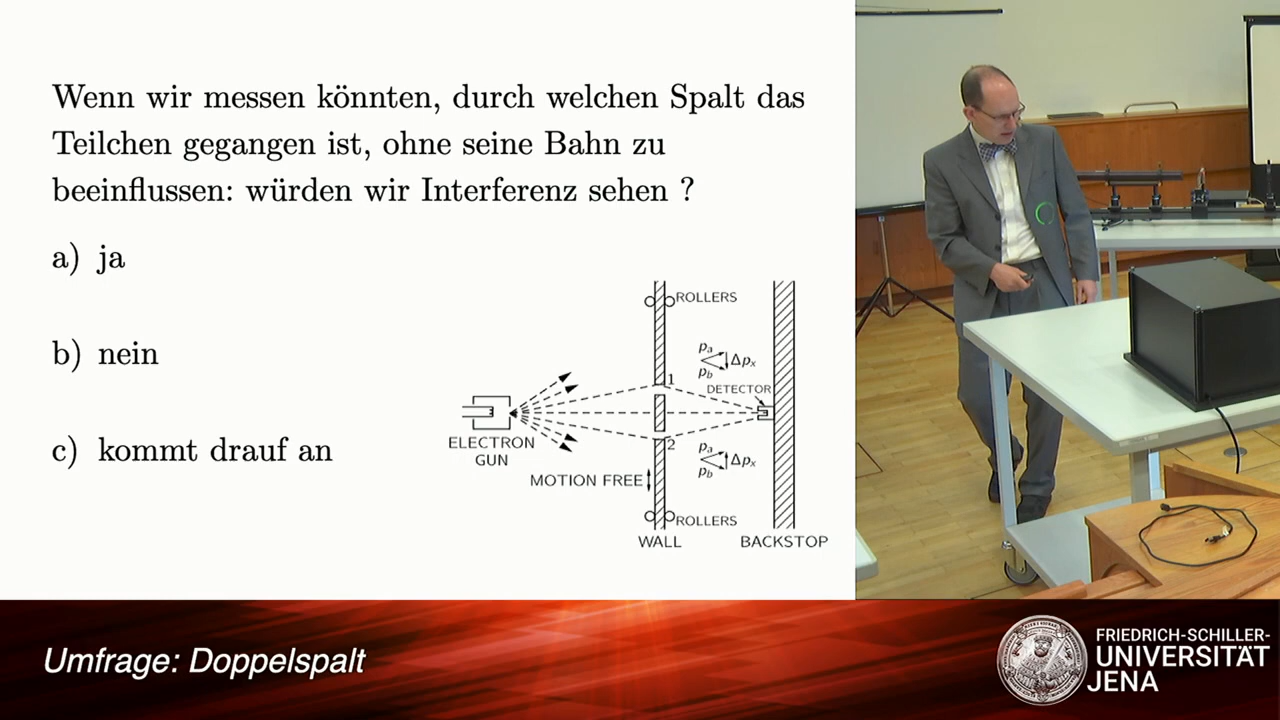 Wenn wir messen könnten, durch welchen Spalt das
Teilchen gegangen ist, ohne seine Bahn zu
beeinflussen: würden wir Interferenz sehen ?
a) ja
b) nein
c) kommt drauf an
ROLLERS
pa
pb
Δpx
1
DETECTOR
ELECTRON
GUN
2
pa
pb
Δpx
MOTION FREE
ROLLERS
WALL
BACKSTOP
Umfrage: Doppelspalt
FRIEDRICH-SCHILLER-
UNIVERSITÄT
JENA